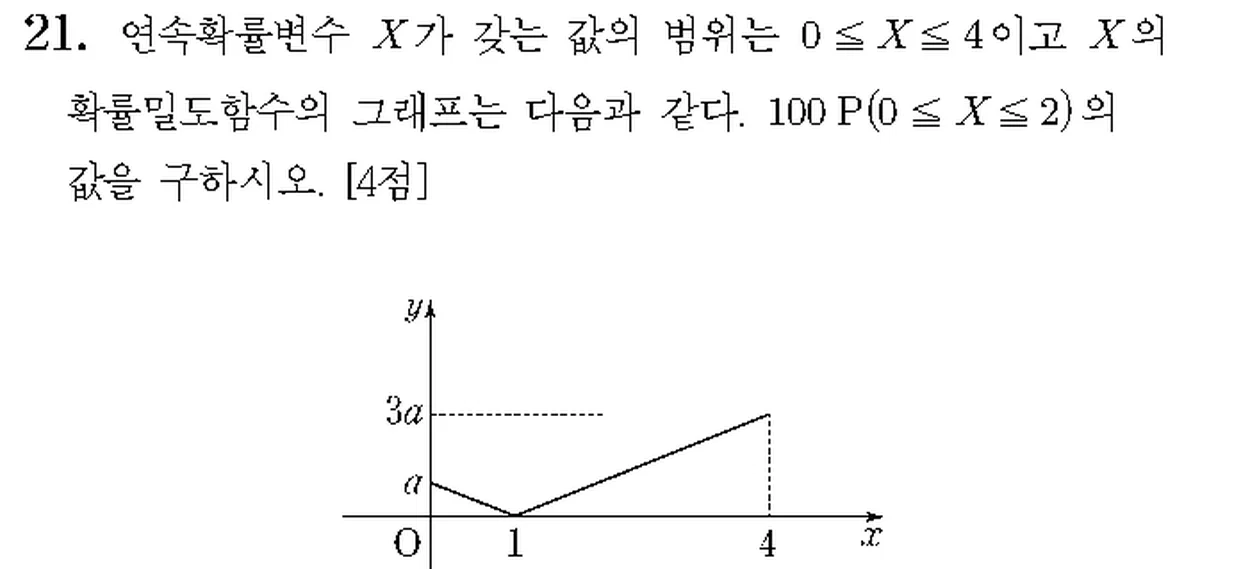 21. 연속확률변수 X가 갖는 값의 범위는 0 ≦ X ≦ 4이고 X의
확률밀도함수의 그래프는 다음과 같다. 100 P(0 ≦ X ≦ 2)의
값을 구하시오. [4점]
y
3a
a
O 1 4 x